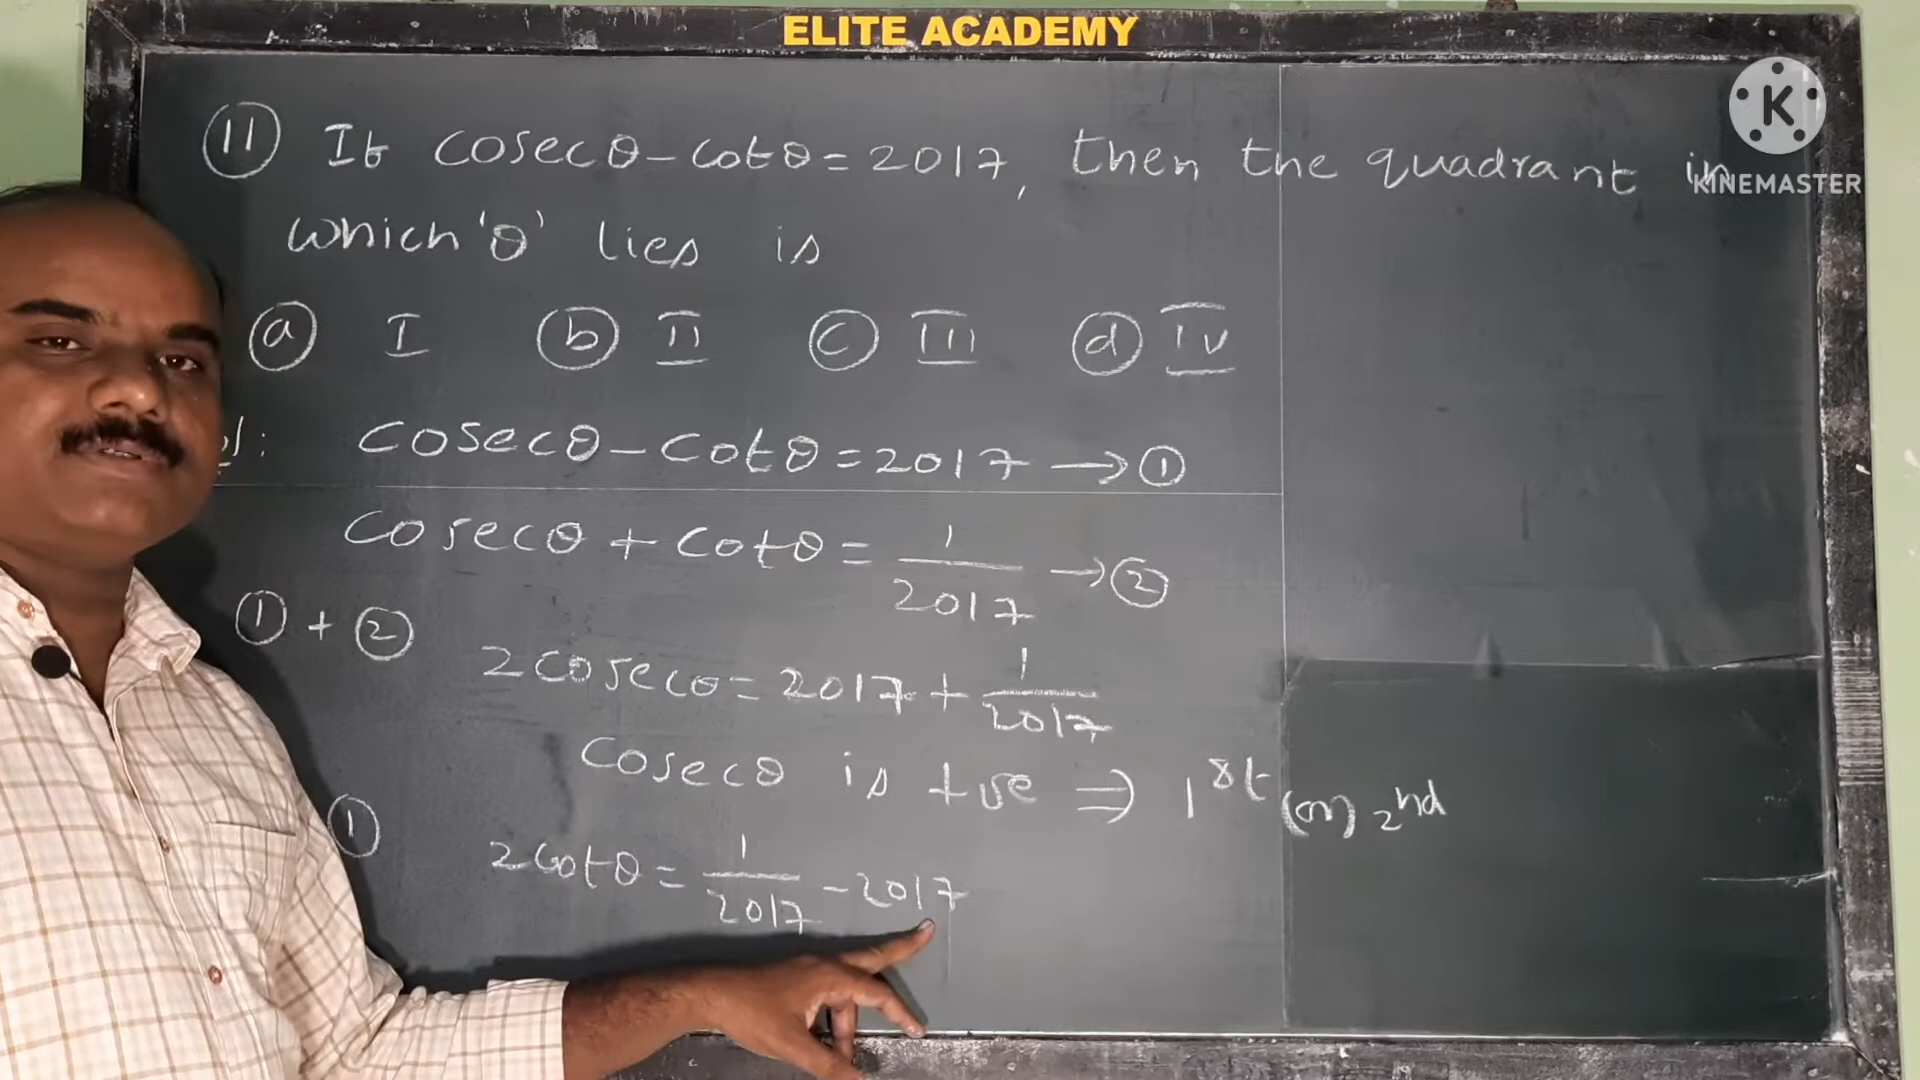 ELITE ACADEMY
K
KINEMASTER
11 If cosecθ-cotθ=2017, then the quadrant in
which 'θ' lies is
a I b II c III d IV
cosecθ-cotθ=2017 → 1
cosecθ + cotθ = 1/2017 → 2
1 + 2
2cosecθ = 2017 + 1/2017
cosecθ is +ve ⇒ 1st (or) 2nd
1
2cotθ = 1/2017 - 2017